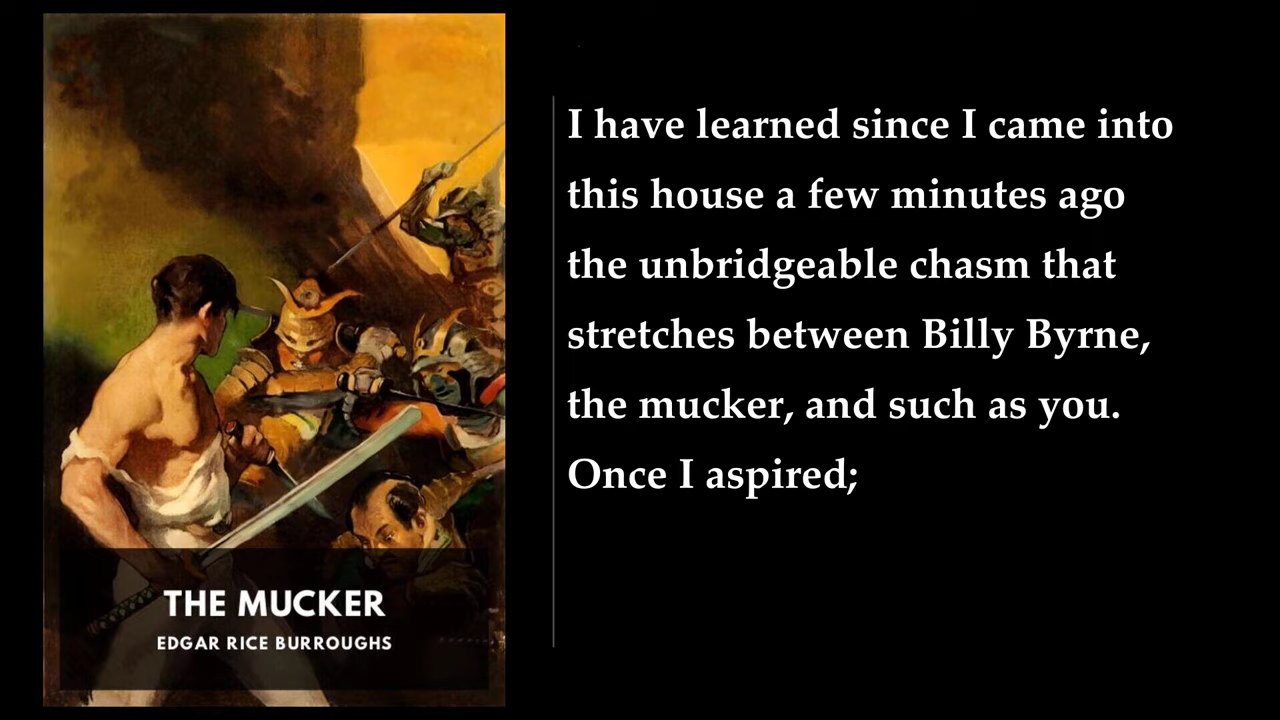 THE MUCKER
EDGAR RICE BURROUGHS
I have learned since I came into
this house a few minutes ago
the unbridgeable chasm that
stretches between Billy Byrne,
the mucker, and such as you.
Once I aspired;